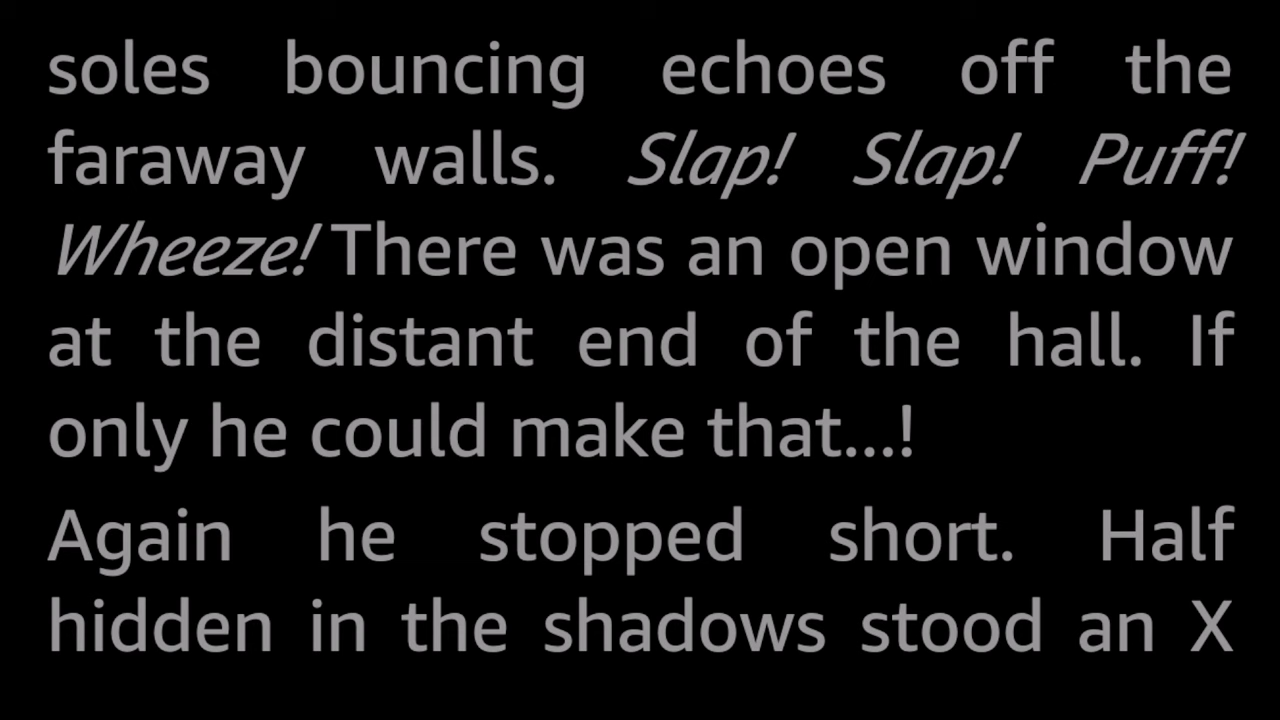 soles bouncing echoes off the
faraway walls. Slap! Slap! Puff!
Wheeze! There was an open window
at the distant end of the hall. If
only he could make that...!
Again he stopped short. Half
hidden in the shadows stood an X